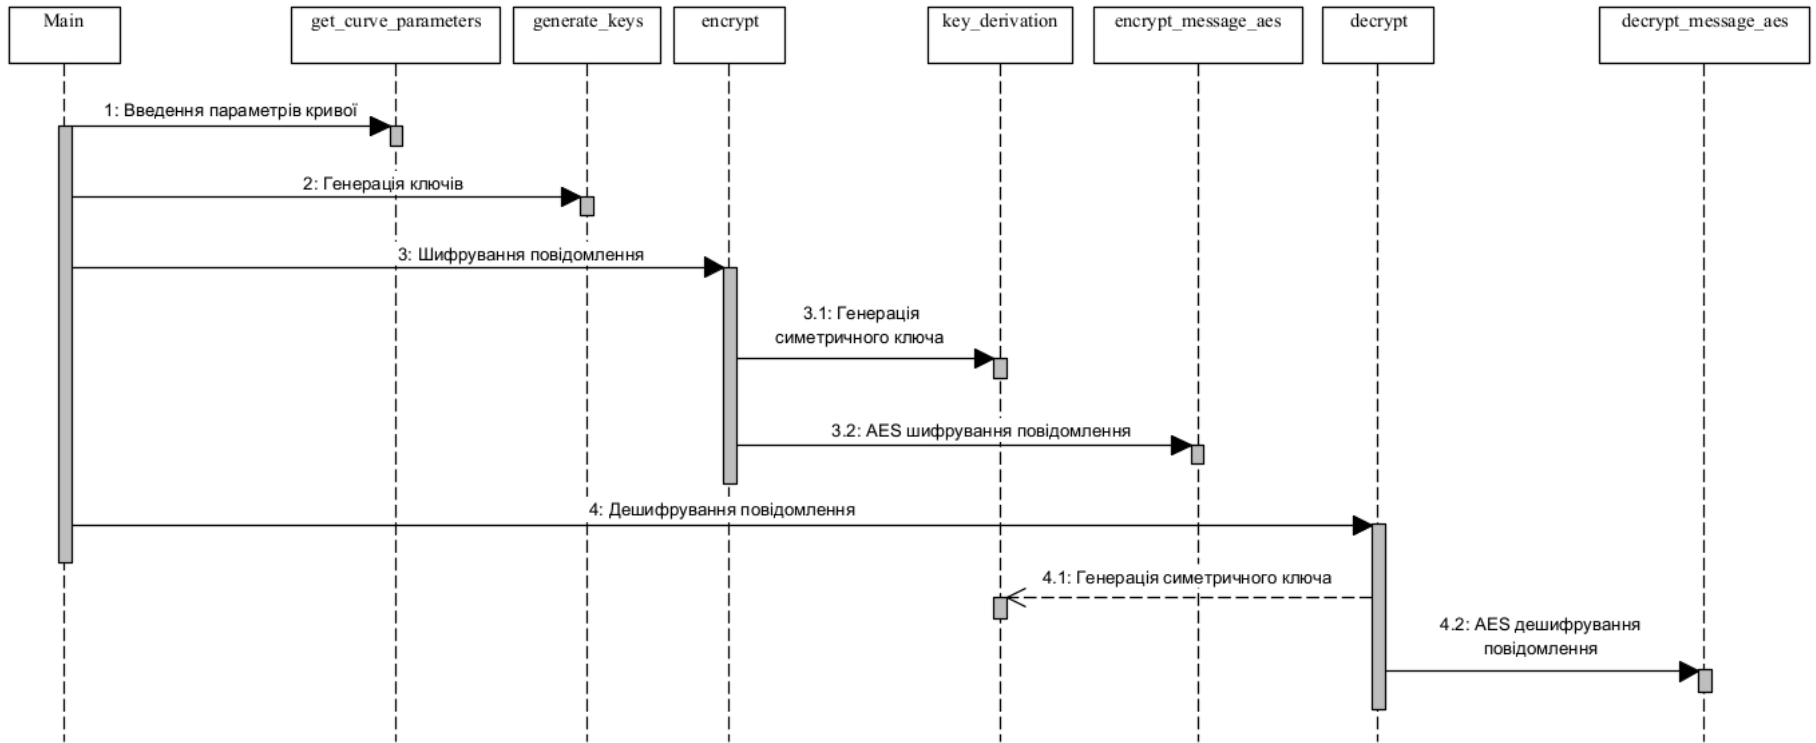 Main
get_curve_parameters
generate_keys
encrypt
key_derivation
encrypt_message_aes
decrypt
decrypt_message_aes
1: Введення параметрів кривої
2: Генерація ключів
3: Шифрування повідомлення
3.1: Генерація
симетричного ключа
3.2: AES шифрування повідомлення
4: Дешифрування повідомлення
4.1: Генерація симетричного ключа
4.2: AES дешифрування
повідомлення